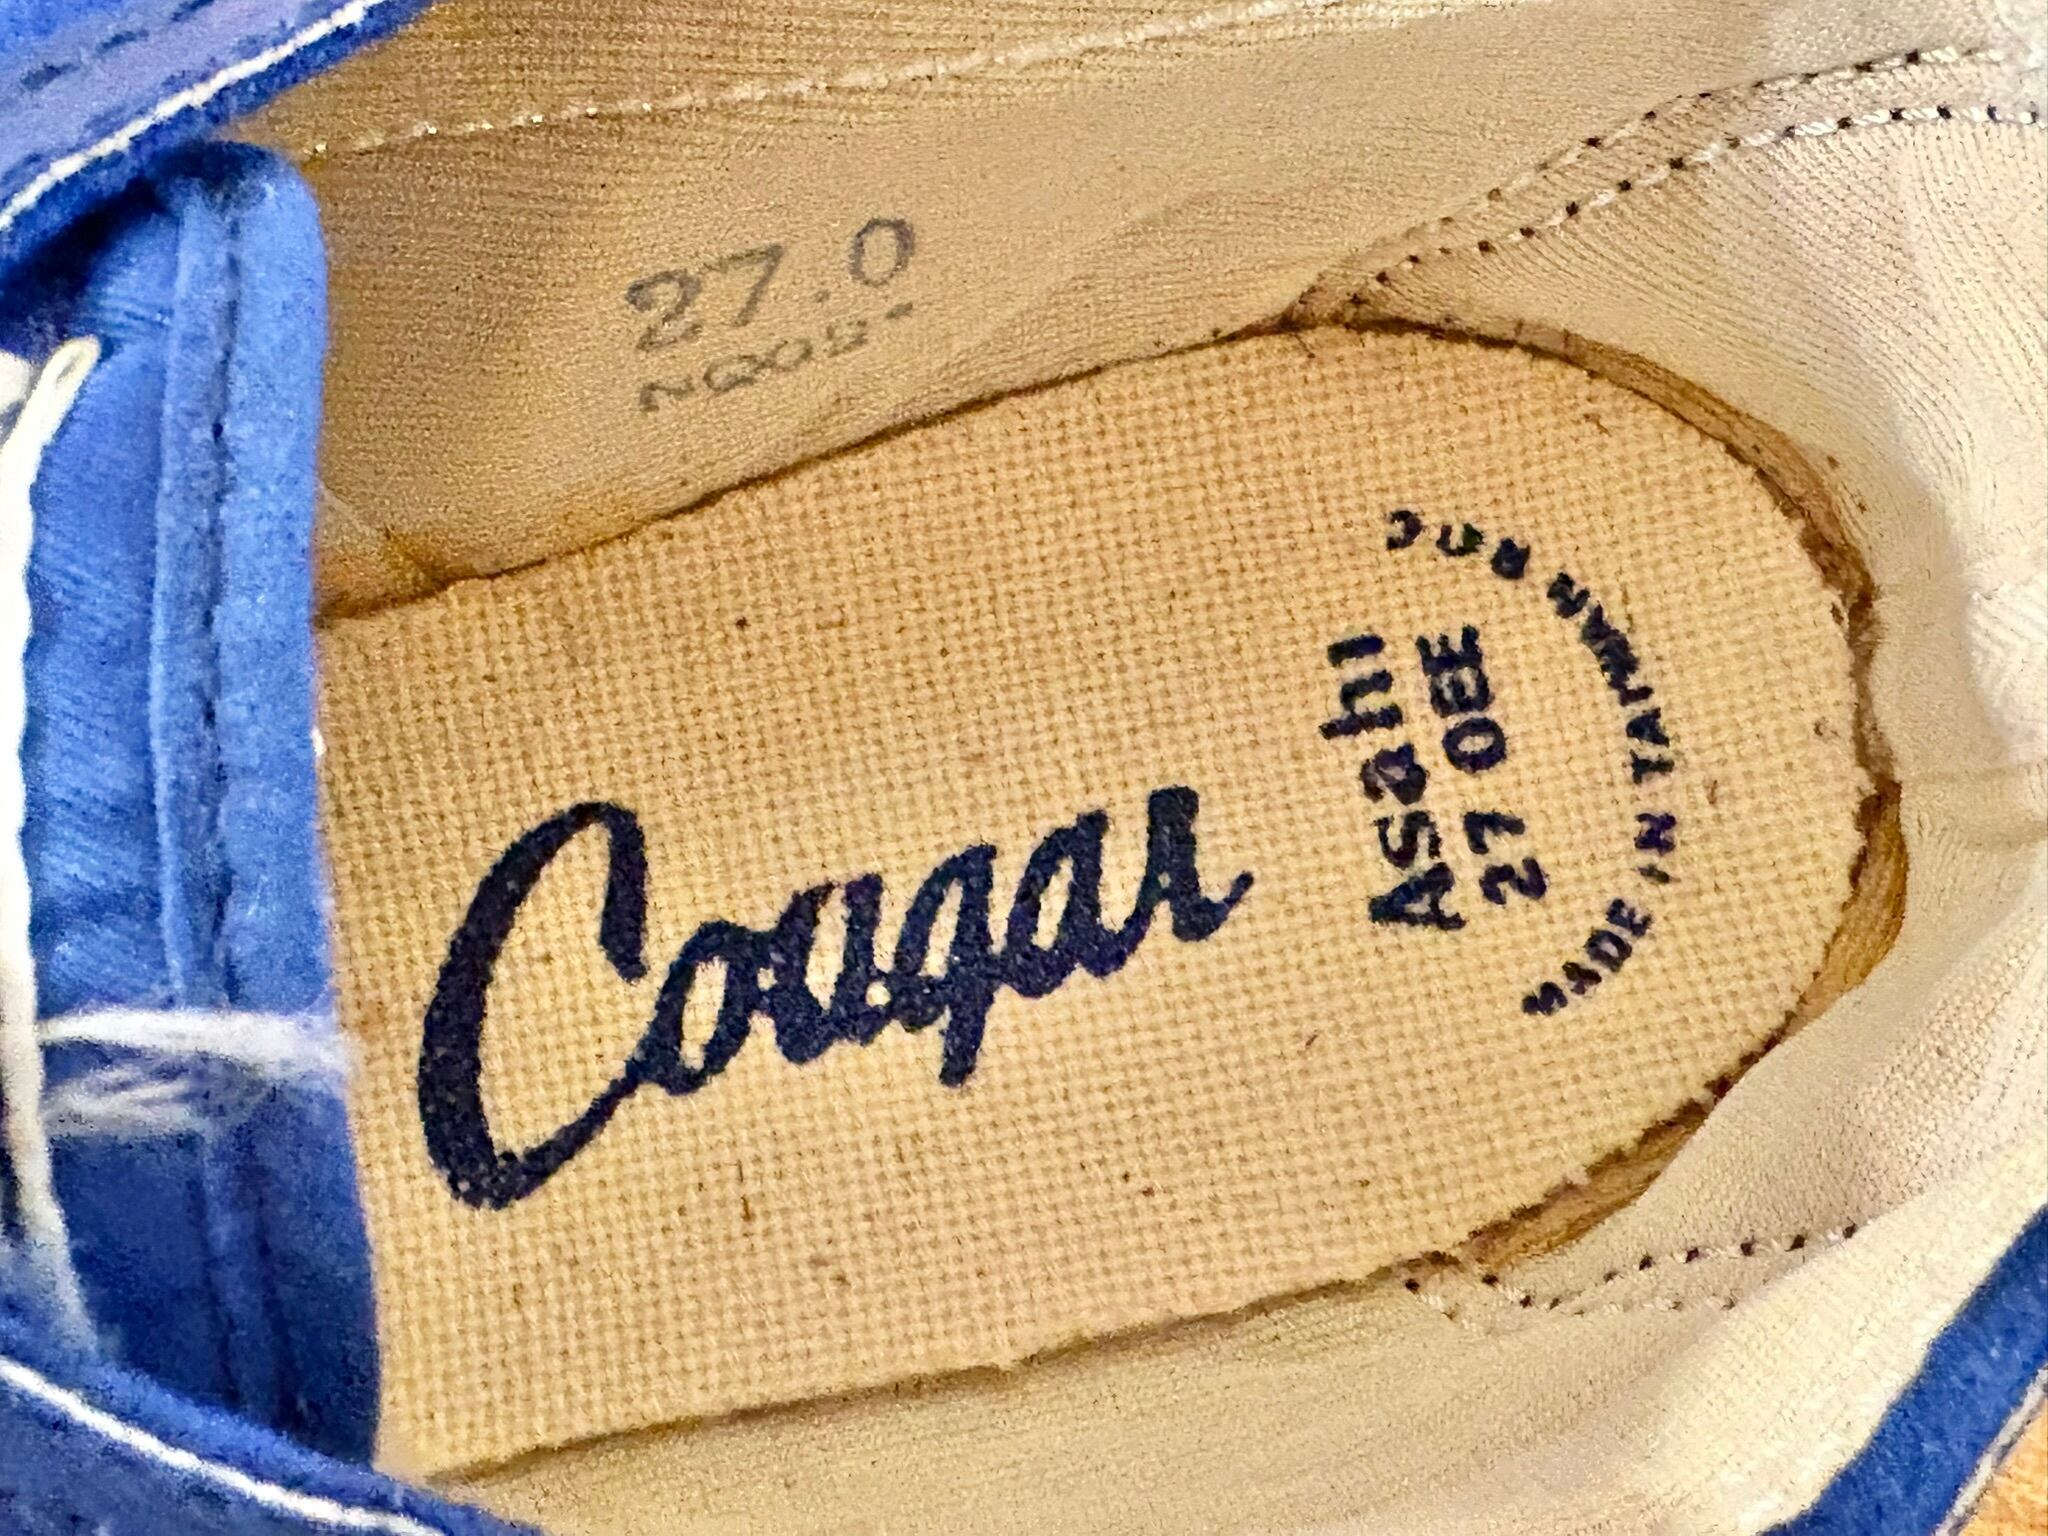 27.0
Cougar
Asahi
27 0EE
MADE IN TAIWAN R.O.C